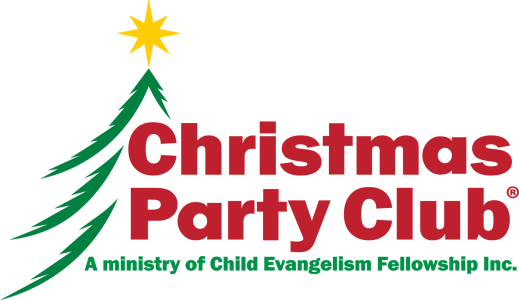 Christmas
Party Club®
A ministry of Child Evangelism Fellowship Inc.